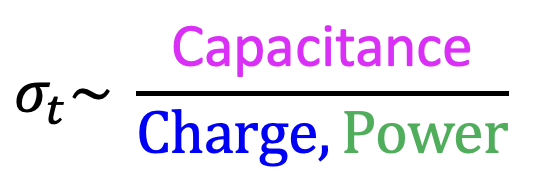 Capacitance
σt~
Charge, Power